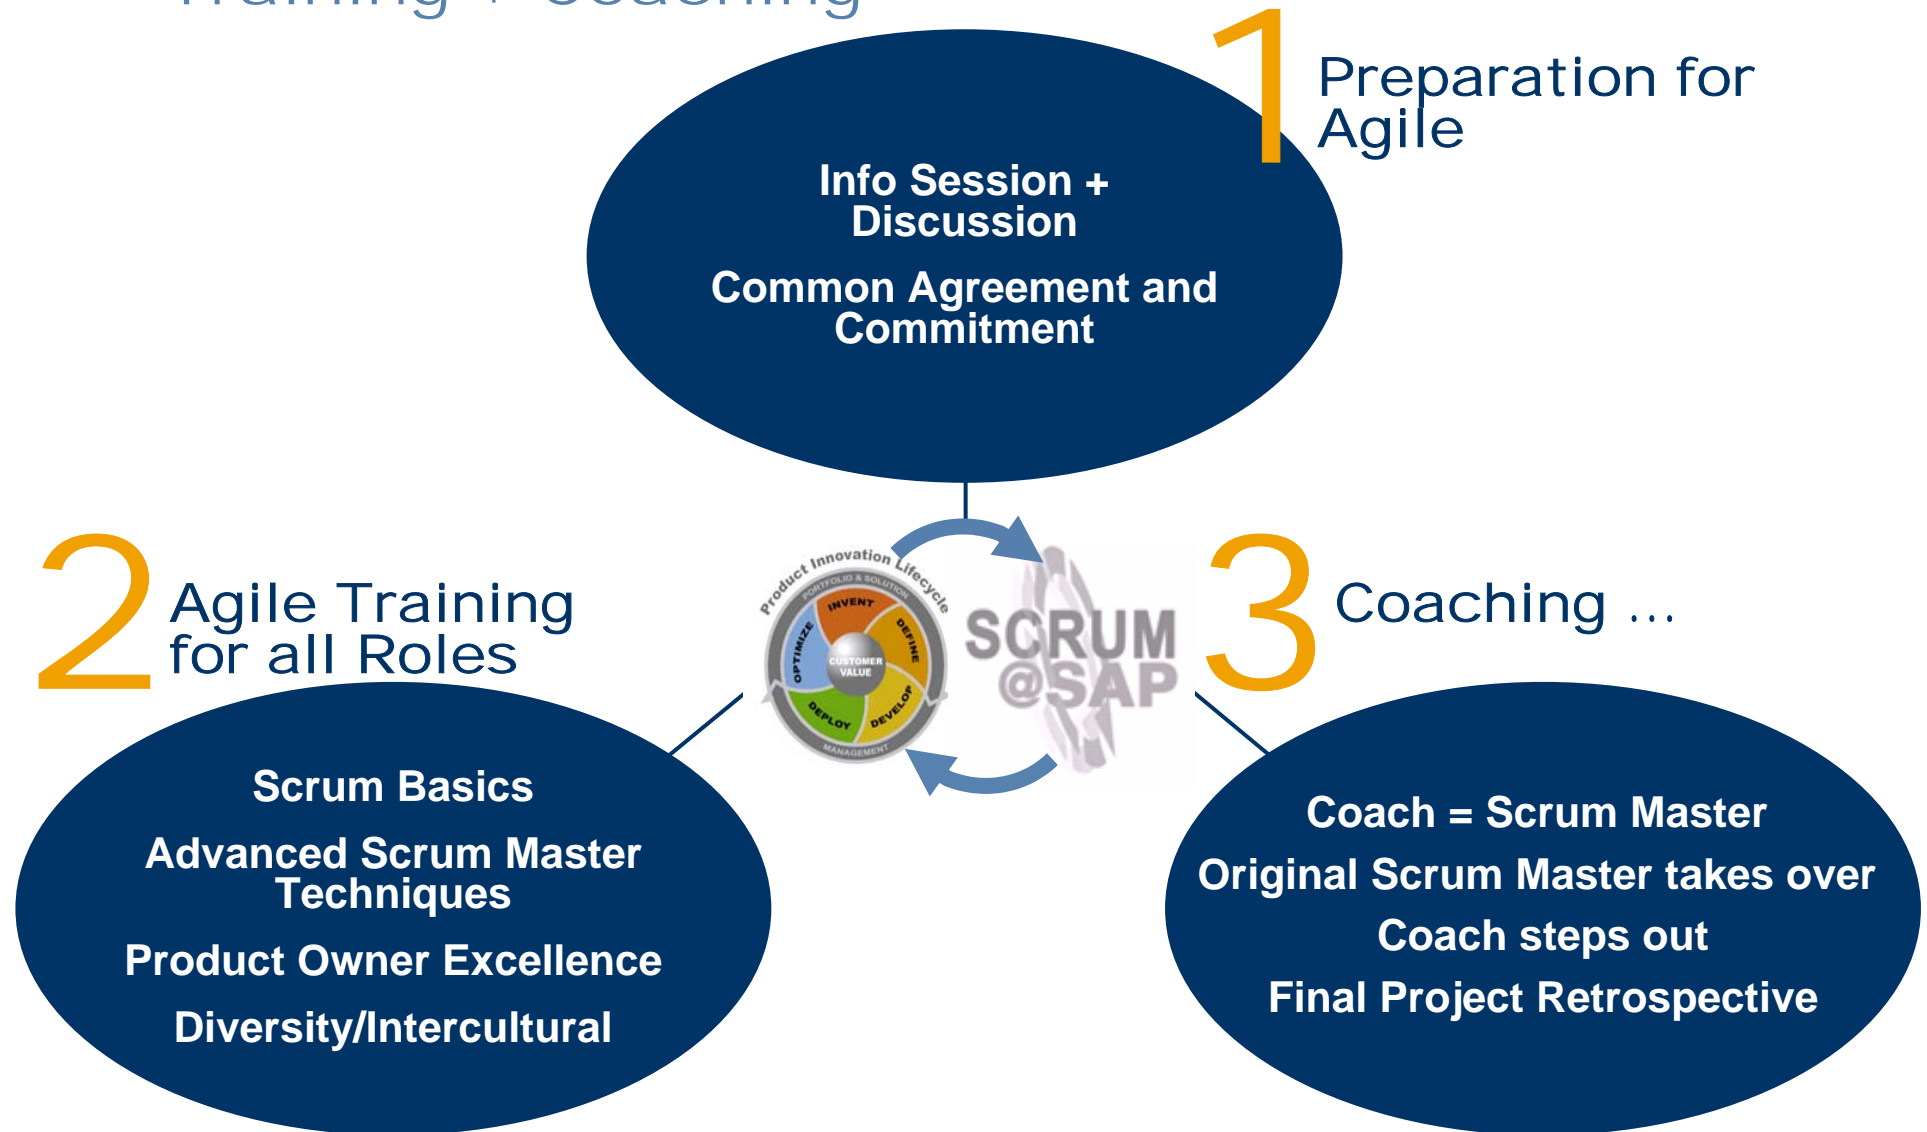 Training + Coaching
1
Preparation for
Agile
Info Session +
Discussion
Common Agreement and
Commitment
2
Agile Training
for all Roles
Product Innovation Lifecycle
PORTFOLIO & SOLUTION
INVENT
DEFINE
DEVELOP
DEPLOY
OPTIMIZE
CUSTOMER
VALUE
MANAGEMENT
SCRUM
@SAP
3
Coaching ...
Scrum Basics
Advanced Scrum Master
Techniques
Product Owner Excellence
Diversity/Intercultural
Coach = Scrum Master
Original Scrum Master takes over
Coach steps out
Final Project Retrospective